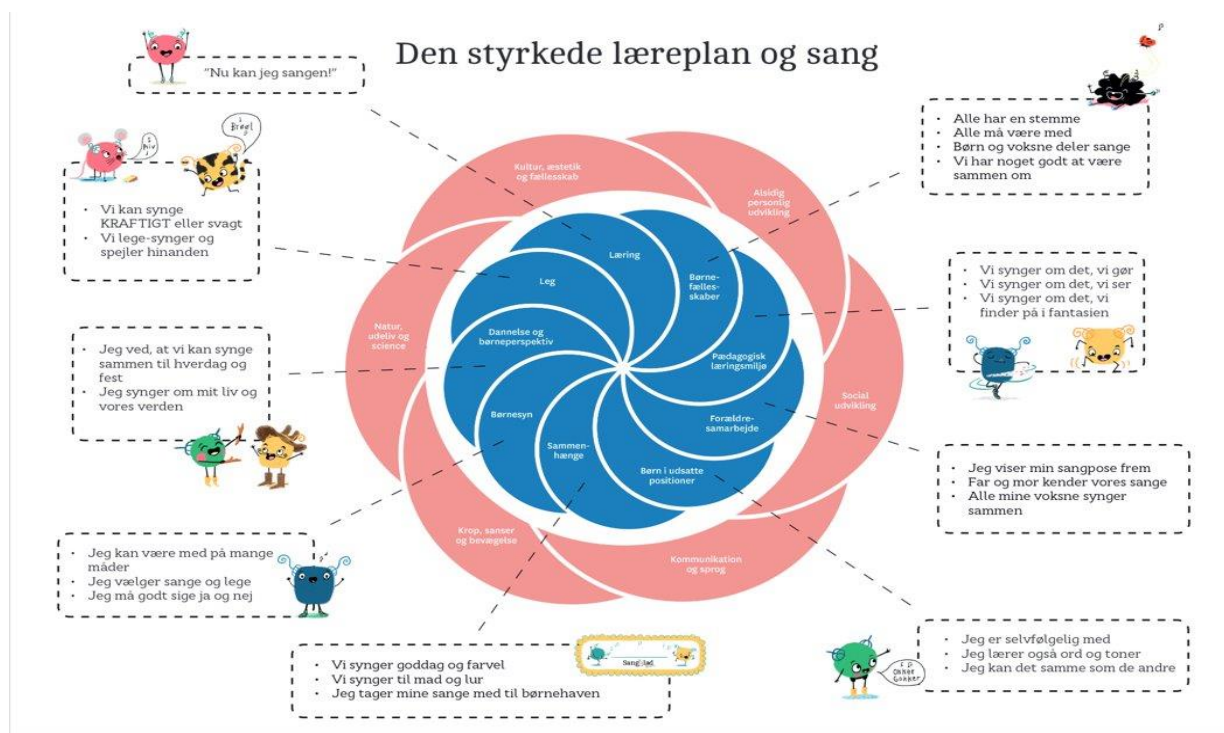 Den styrkede læreplan og sang
"Nu kan jeg sangen!"
Piv
Brøøl
• Vi kan synge
KRAFTIGT eller svagt
• Vi lege-synger og
spejler hinanden
• Jeg ved, at vi kan synge
sammen til hverdag og
fest
• Jeg synger om mit liv og
vores verden
• Jeg kan være med på mange
måder
• Jeg vælger sange og lege
• Jeg må godt sige ja og nej
• Vi synger goddag og farvel
• Vi synger til mad og lur
• Jeg tager mine sange med til børnehaven
Sangglad
Kultur, æstetik
og fællesskab
Alsidig
personlig
udvikling
Natur,
udeliv og
science
Social
udvikling
Krop, sanser
og bevægelse
Kommunikation
og sprog
Læring
Børne-
fælles-
skaber
Leg
Dannelse og
børneperspektiv
Pædagogisk
læringsmiljø
Børnesyn
Forældre-
samarbejde
Sammen-
hænge
Børn i udsatte
positioner
• Alle har en stemme
• Alle må være med
• Børn og voksne deler sange
• Vi har noget godt at være
sammen om
• Vi synger om det, vi gør
• Vi synger om det, vi ser
• Vi synger om det, vi
finder på i fantasien
• Jeg viser min sangpose frem
• Far og mor kender vores sange
• Alle mine voksne synger
sammen
• Jeg er selvfølgelig med
• Jeg lærer også ord og toner
• Jeg kan det samme som de andre